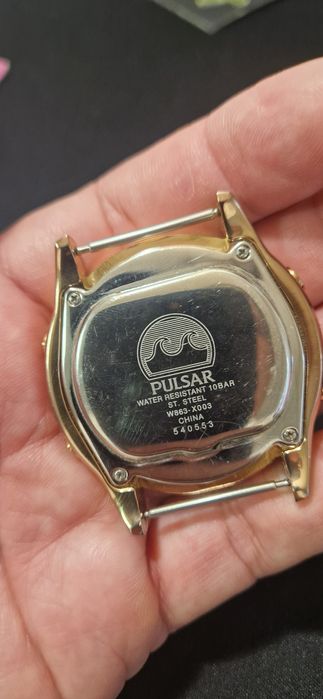 PULSAR
WATER RESISTANT 10BAR
ST. STEEL
W863-X003
CHINA
540553